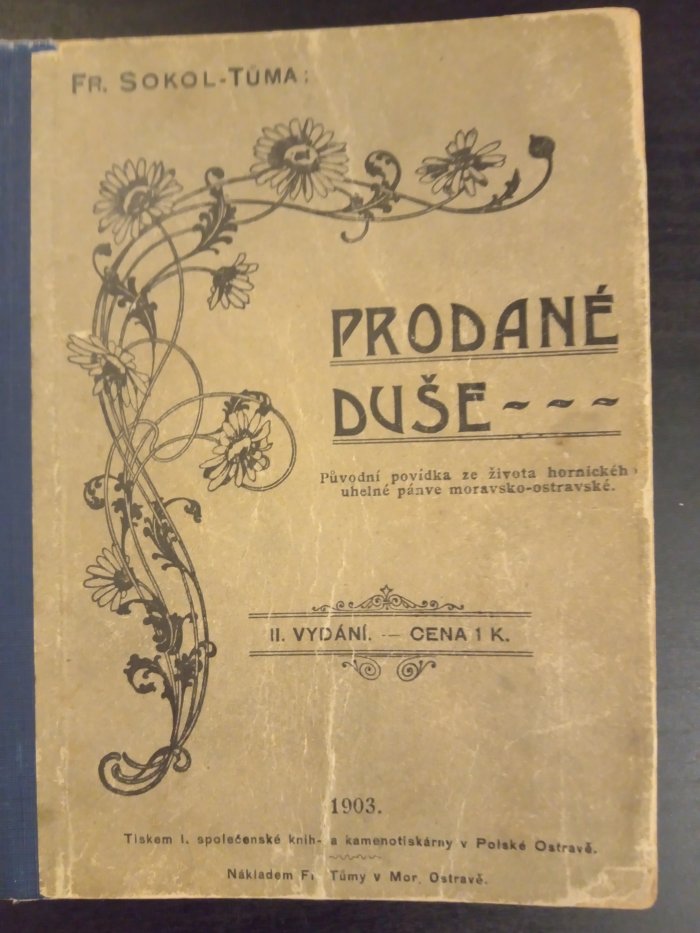 Fr. Sokol-Tůma:
PRODANÉ
DUŠE ~ ~ ~
Původní povídka ze života hornického
uhelné pánve moravsko-ostravské.
II. VYDÁNÍ. — CENA 1 K.
1903.
Tiskem I. společenské knih- a kamenotiskárny v Polské Ostravě.
Nákladem Fr. Tůmy v Mor. Ostravě.